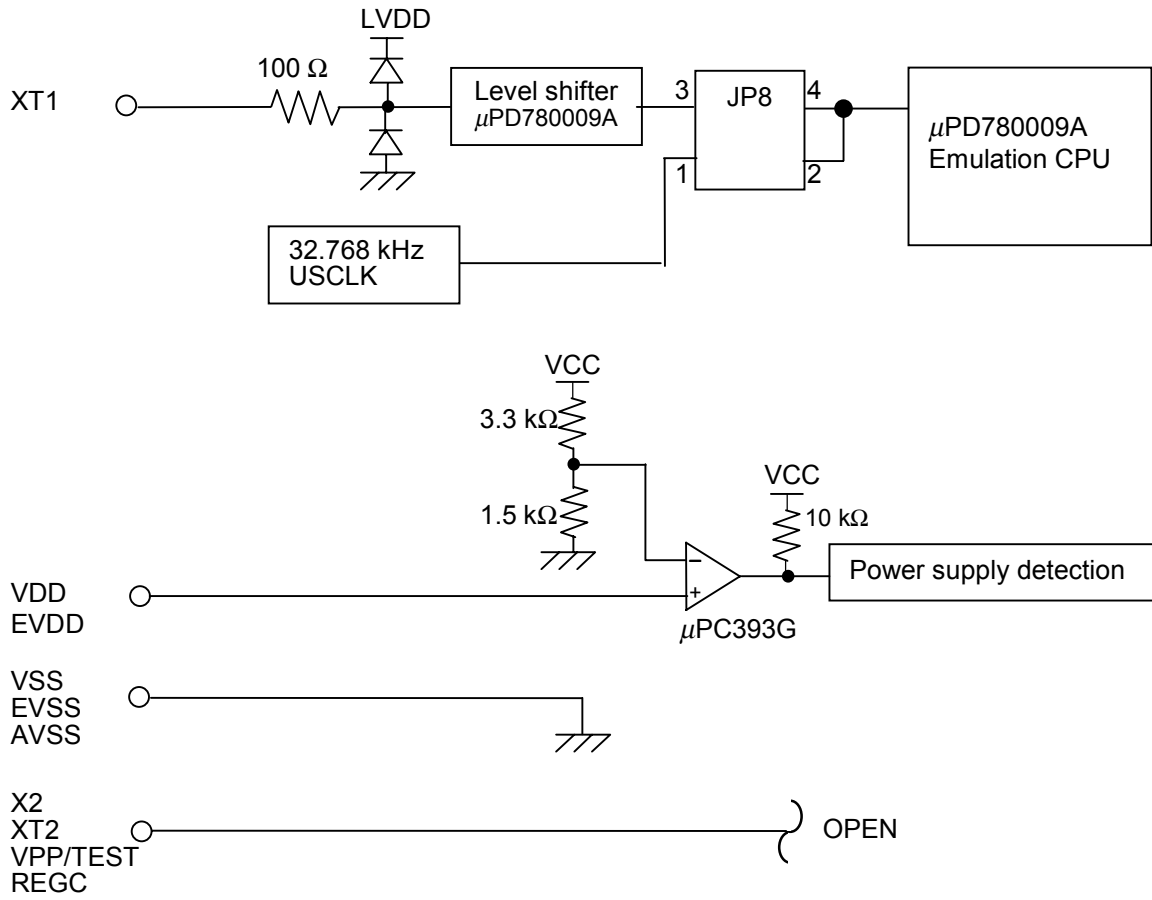 LVDD
100 Ω
XT1
Level shifter
μPD780009A
3
JP8
4
1
2
μPD780009A
Emulation CPU
32.768 kHz
USCLK
VCC
3.3 kΩ
1.5 kΩ
VCC
10 kΩ
−
+
μPC393G
Power supply detection
VDD
EVDD
VSS
EVSS
AVSS
X2
XT2
VPP/TEST
REGC
OPEN